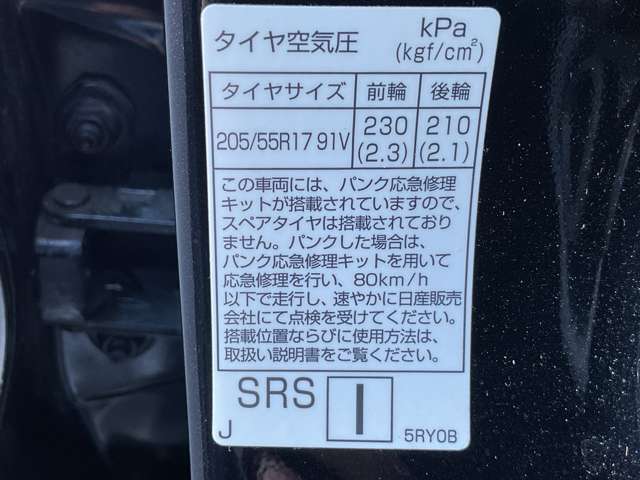 タイヤ空気圧 kPa
(kgf/cm²)
タイヤサイズ 前輪 後輪
205/55R17 91V 230 210
(2.3) (2.1)
この車両には、パンク応急修理
キットが搭載されていますので、
スペアタイヤは搭載されており
ません。パンクした場合は、
パンク応急修理キットを用いて
応急修理を行い、80km/h
以下で走行し、速やかに日産販売
会社にて点検を受けてください。
搭載位置ならびに使用方法は、
取扱い説明書をご覧ください。
SRS I
J 5RY0B